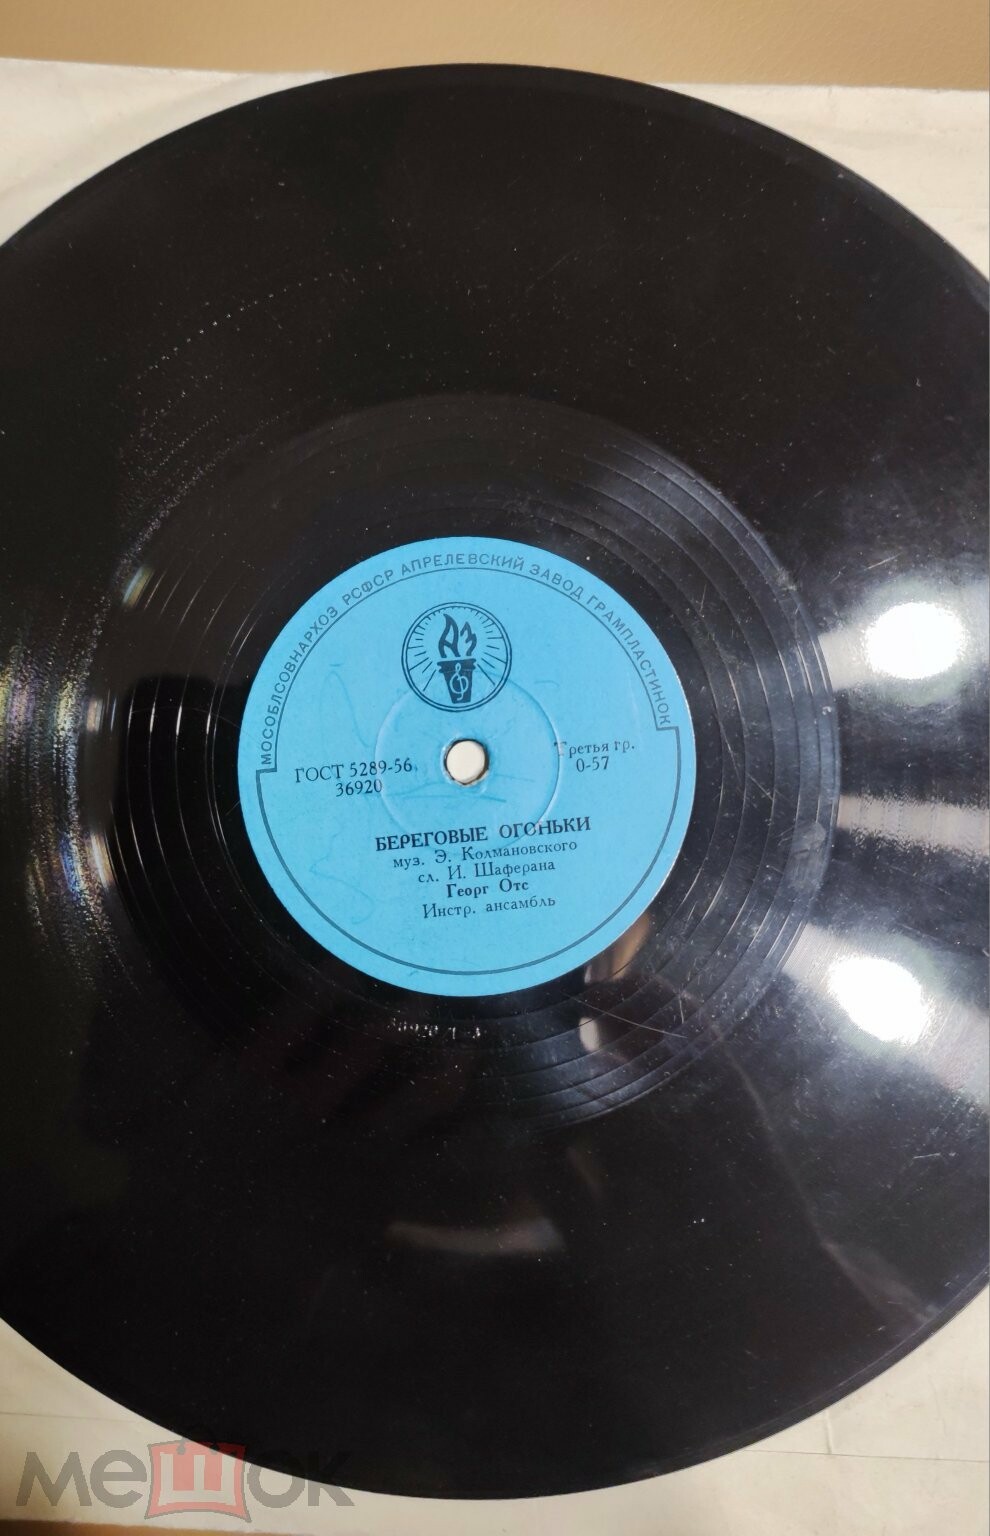 МОСОБЛСОВНАРХОЗ РСФСР АПРЕЛЕВСКИЙ ЗАВОД ГРАМПЛАСТИНОК
АЗ
ГОСТ 5289-56
36920
Третья гр.
0-57
БЕРЕГОВЫЕ ОГОНЬКИ
муз. Э. Колмановского
сл. И. Шаферана
Георг Отс
Инстр. ансамбль
мешок